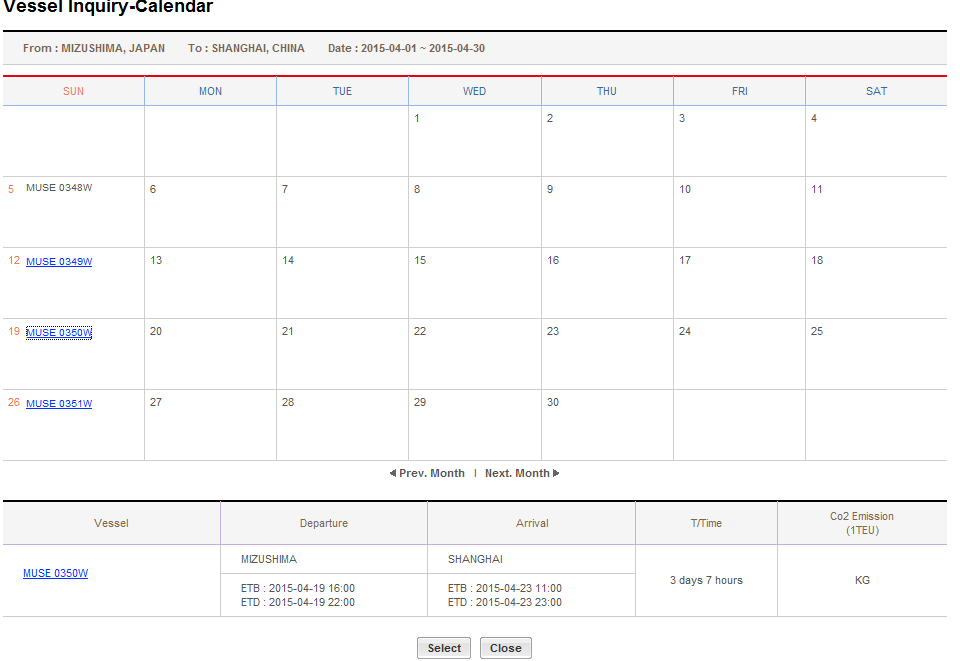 Vessel Inquiry-Calendar
From : MIZUSHIMA, JAPAN To : SHANGHAI, CHINA Date : 2015-04-01 ~ 2015-04-30
SUN MON TUE WED THU FRI SAT
1 2 3 4
5 MUSE 0348W 6 7 8 9 10 11
12 MUSE 0349W 13 14 15 16 17 18
19 MUSE 0350W 20 21 22 23 24 25
26 MUSE 0351W 27 28 29 30
Prev. Month | Next. Month
Vessel Departure Arrival T/Time Co2 Emission
(1TEU)
MIZUSHIMA SHANGHAI
MUSE 0350W 3 days 7 hours KG
ETB : 2015-04-19 16:00 ETB : 2015-04-23 11:00
ETD : 2015-04-19 22:00 ETD : 2015-04-23 23:00
Select Close